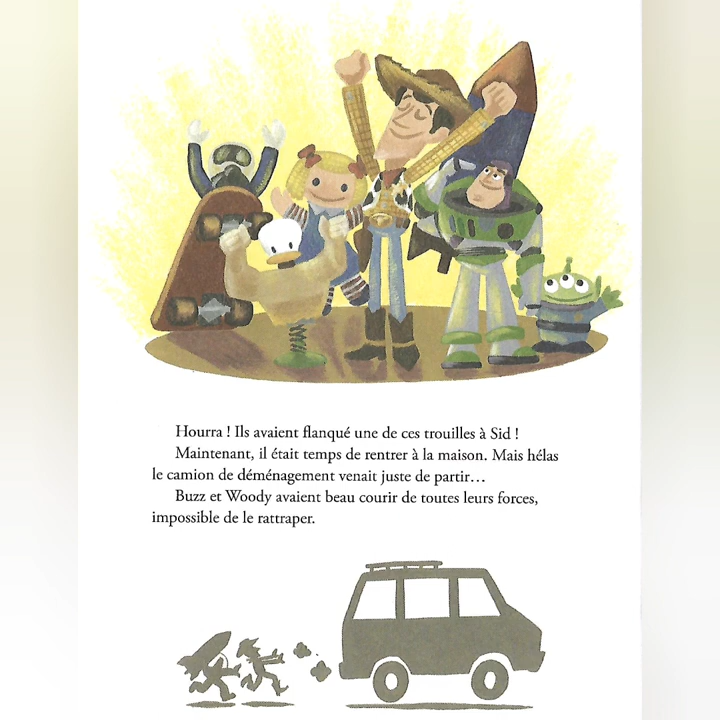 Hourra ! Ils avaient flanqué une de ces trouilles à Sid !
Maintenant, il était temps de rentrer à la maison. Mais hélas
le camion de déménagement venait juste de partir…
Buzz et Woody avaient beau courir de toutes leurs forces,
impossible de le rattraper.